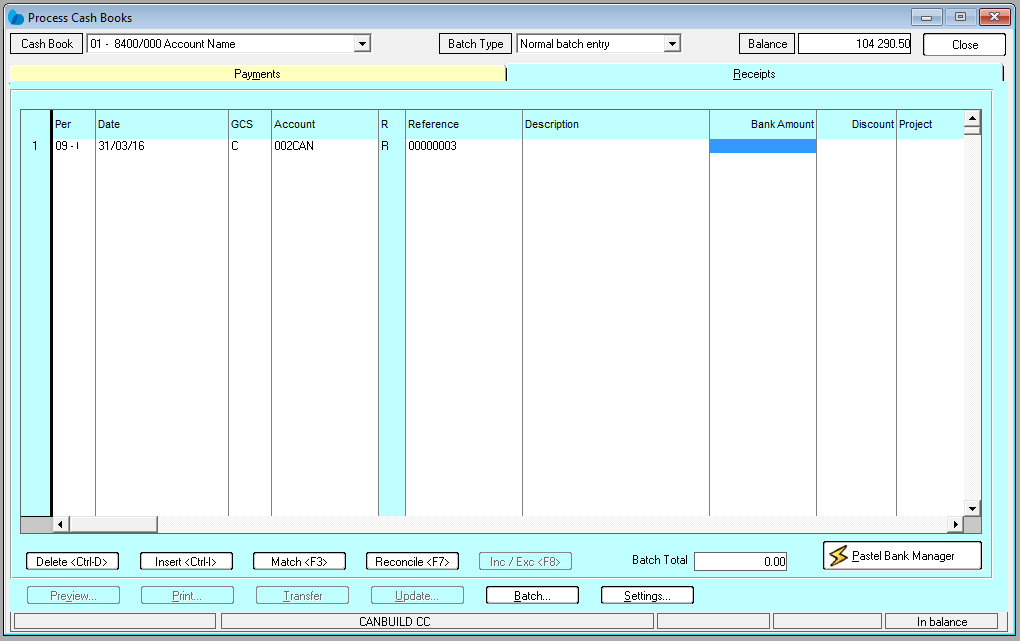 Process Cash Books
Cash Book 01 - 8400/000 Account Name Batch Type Normal batch entry Balance 104 290.50 Close
Payments Receipts
Per Date GCS Account R Reference Description Bank Amount Discount Project
1 09 - 31/03/16 C 002CAN R 00000003
Delete <Ctrl-D> Insert <Ctrl-I> Match <F3> Reconcile <F7> Inc / Exc <F8> Batch Total 0.00 Pastel Bank Manager
Preview... Print... Transfer Update... Batch... Settings...
CANBUILD CC In balance